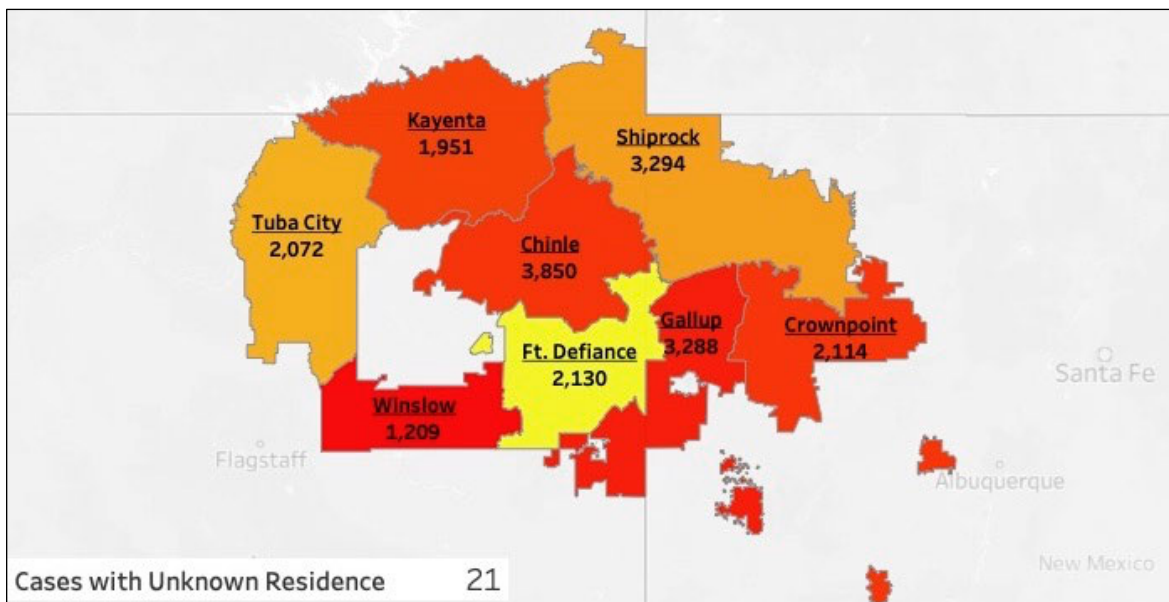 Kayenta
1,951
Shiprock
3,294
Tuba City
2,072
Chinle
3,850
Gallup
3,288
Crownpoint
2,114
Ft. Defiance
2,130
Winslow
1,209
Santa Fe
Flagstaff
Albuquerque
New Mexico
Cases with Unknown Residence 21